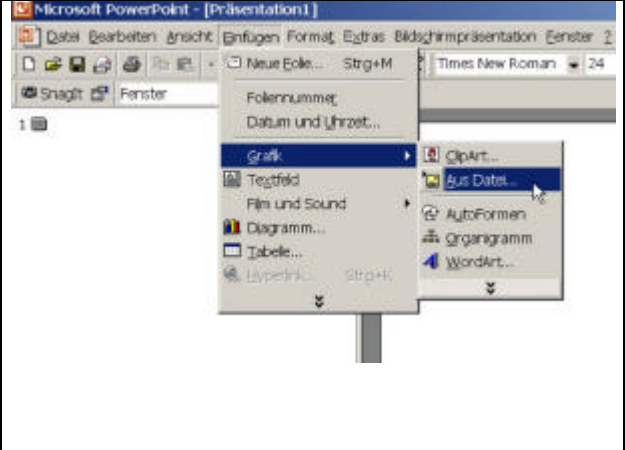 Microsoft PowerPoint - [Präsentation1]
Datei Bearbeiten Ansicht Einfügen Format Extras Bildschirmpräsentation Fenster ?
Times New Roman 24
SnagIt Fenster
1
Neue Folie... Strg+M
Foliennummer
Datum und Uhrzeit...
Grafik
Textfeld
Film und Sound
Diagramm...
Tabelle...
Hyperlink... Strg+K
ClipArt...
Aus Datei...
AutoFormen
Organigramm
WordArt...